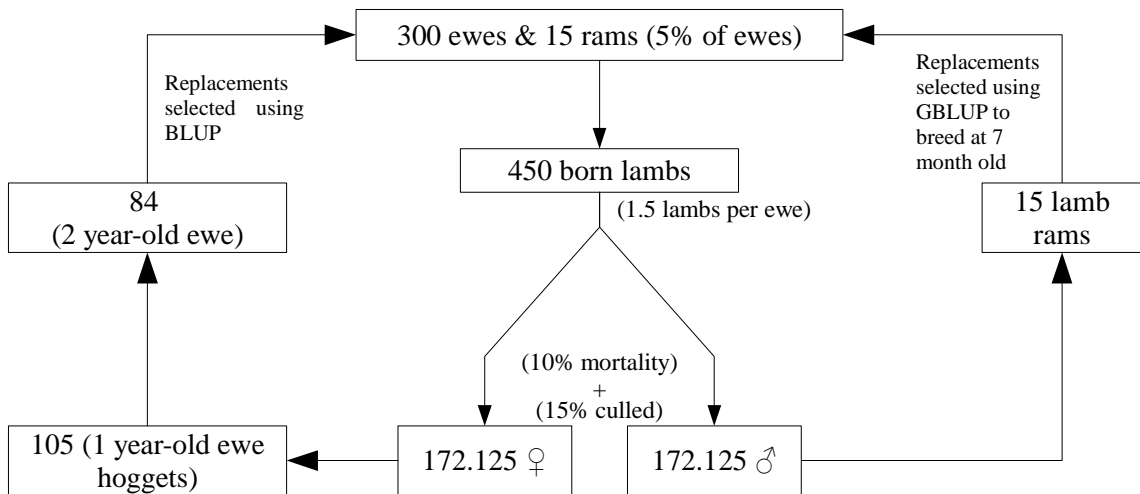 300 ewes & 15 rams (5% of ewes)
Replacements
selected using
BLUP
Replacements
selected using
GBLUP to
breed at 7
month old
450 born lambs
(1.5 lambs per ewe)
84
(2 year-old ewe)
15 lamb
rams
(10% mortality)
+
(15% culled)
105 (1 year-old ewe
hoggets)
172.125 ♀
172.125 ♂